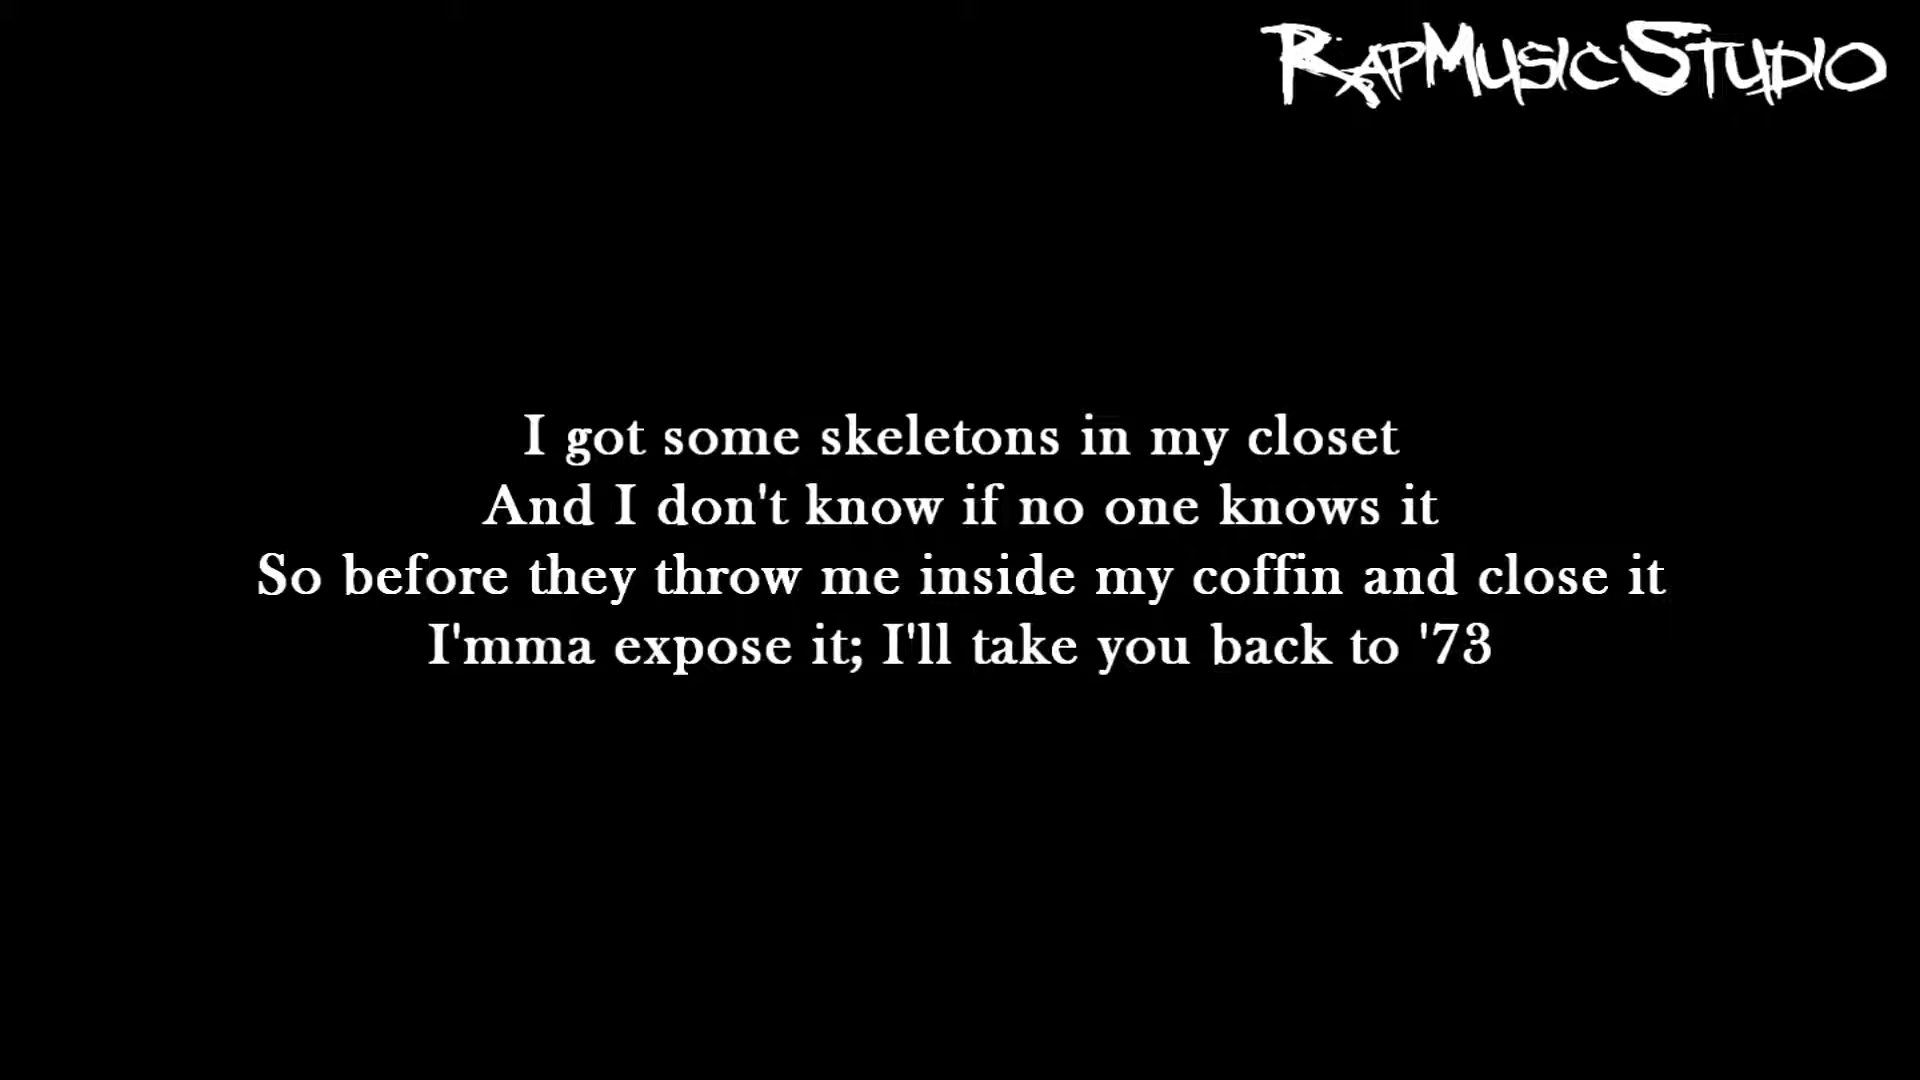 RapMusicStudio
I got some skeletons in my closet
And I don't know if no one knows it
So before they throw me inside my coffin and close it
I'mma expose it; I'll take you back to '73